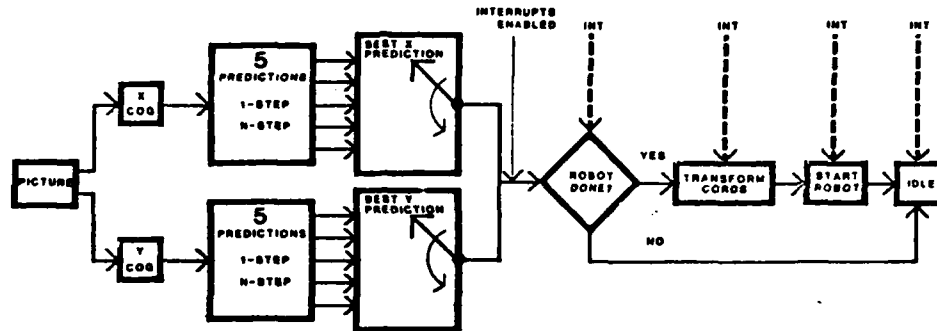 INTERRUPTS
ENABLED
INT
INT
INT
INT
5
PREDICTIONS
1-STEP
N-STEP
BEST X
PREDICTION
X
COG
PICTURE
Y
COG
5
PREDICTIONS
1-STEP
N-STEP
BEST Y
PREDICTION
ROBOT
DONE?
YES
NO
TRANSFORM
CORDS
START
ROBOT
IDLE